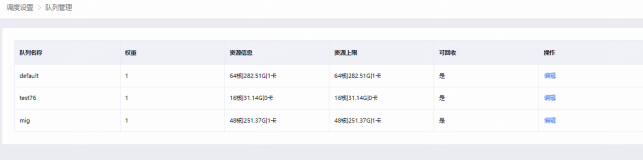 调度设置 > 队列管理
队列名称 权重 资源信息 资源上限 可回收 操作
default 1 64核|282.51G|1卡 64核|282.51G|1卡 是 编辑
test76 1 16核|31.14G|0卡 16核|31.14G|0卡 是 编辑
mig 1 48核|251.37G|1卡 48核|251.37G|1卡 是 编辑